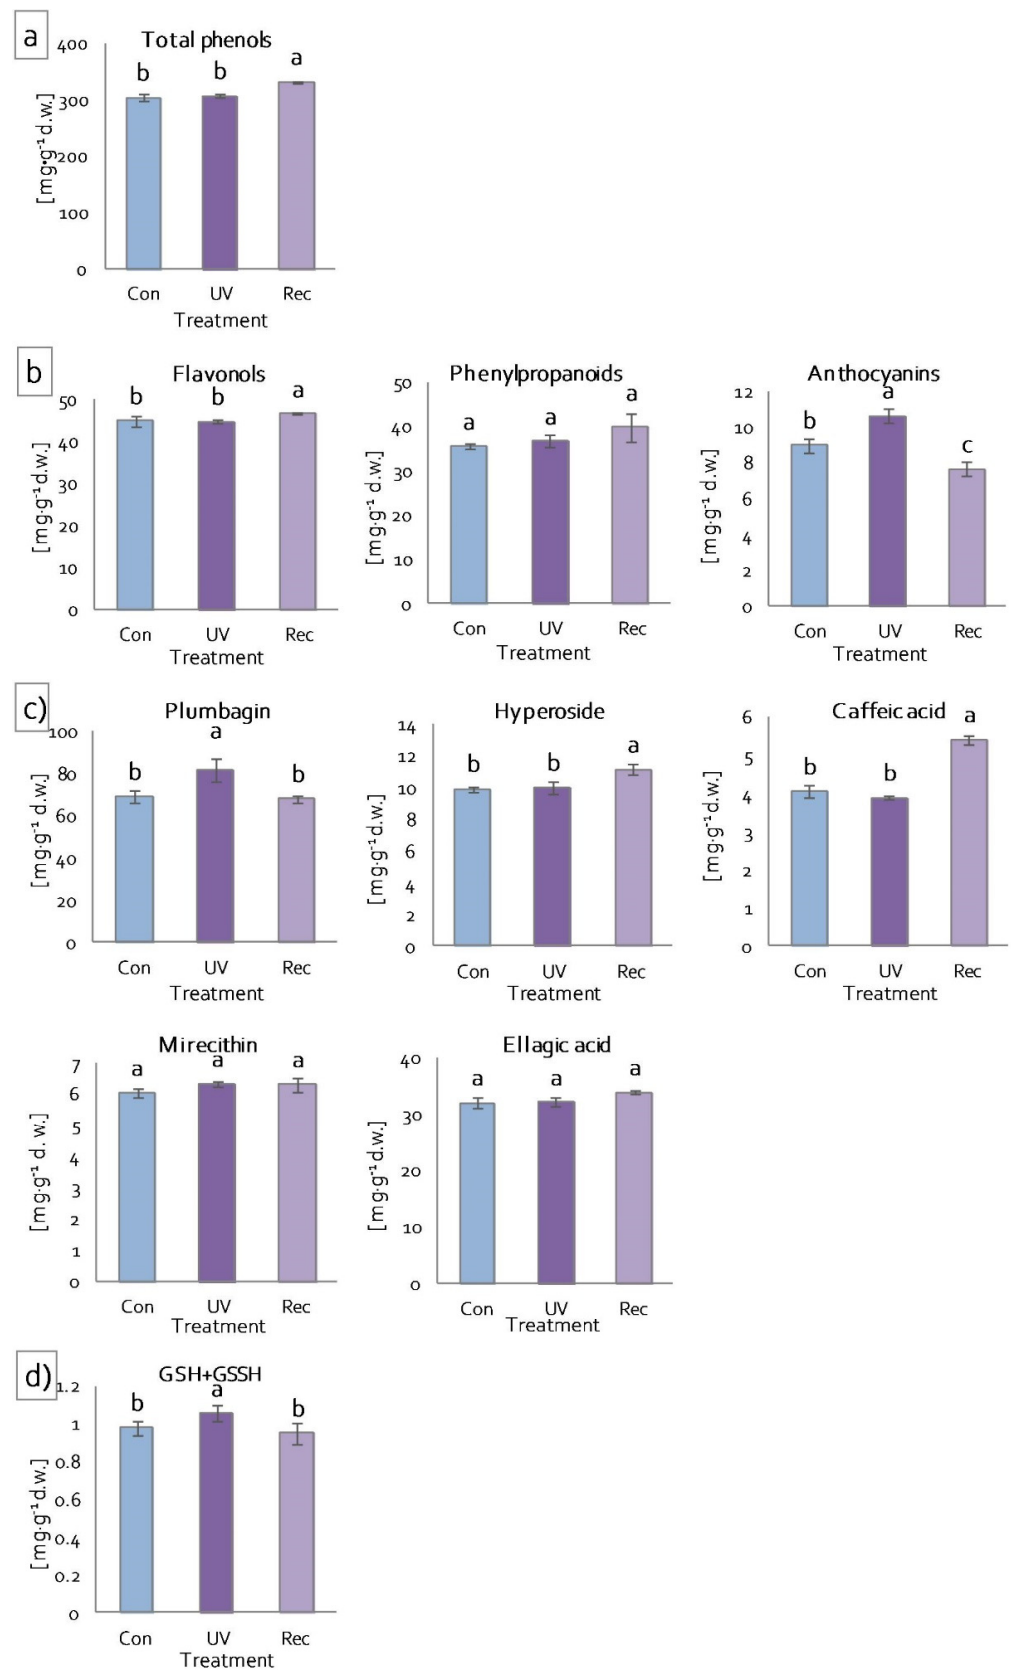 a
Total phenols
400
300
200
100
0
[mg•g⁻¹d.w.]
b b a
Con UV Rec
Treatment
b
Flavonols
50
40
30
20
10
0
[mg·g⁻¹d.w.]
b b a
Con UV Rec
Treatment
Phenylpropanoids
50
40
30
20
10
0
[mg·g⁻¹ d.w.]
a a a
Con UV Rec
Treatment
Anthocyanins
12
10
8
6
4
2
0
[mg·g⁻¹ d.w.]
b a c
Con UV Rec
Treatment
c)
Plumbagin
100
80
60
40
20
0
[mg·g⁻¹d.w.]
b a b
Con UV Rec
Treatment
Hyperoside
14
12
10
8
6
4
2
0
[mg·g⁻¹d.w.]
b b a
Con UV Rec
Treatment
Caffeic acid
6
5
4
3
2
1
0
[mg·g⁻¹d.w.]
b b a
Con UV Rec
Treatment
Mirecithin
7
6
5
4
3
2
1
0
[mg·g⁻¹ d. w.]
a a a
Con UV Rec
Treatment
Ellagic acid
40
30
20
10
0
[mg·g⁻¹d.w.]
a a a
Con UV Rec
Treatment
d)
GSH+GSSH
1.2
1
0.8
0.6
0.4
0.2
0
[mg·g⁻¹d.w.]
b a b
Con UV Rec
Treatment